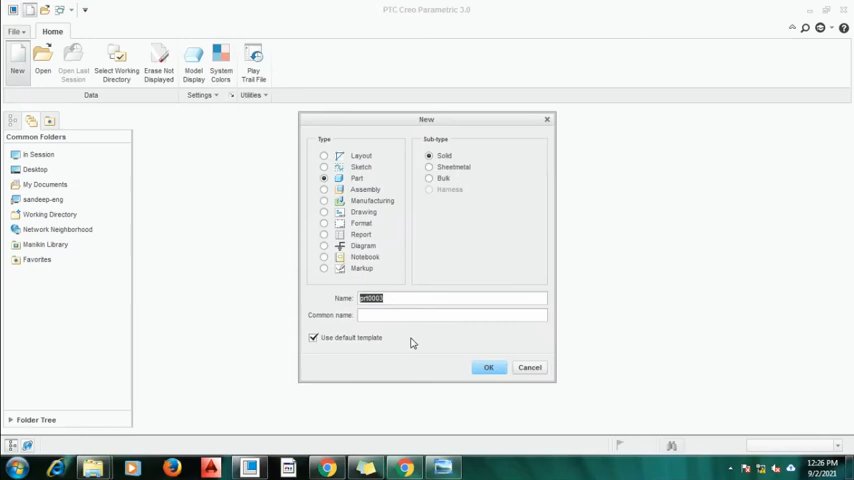 PTC Creo Parametric 3.0
File
Home
New
Open
Open Last Session
Select Working Directory
Erase Not Displayed
Model Display
System Colors
Play Trail File
Data
Settings
Utilities
Common Folders
In Session
Desktop
My Documents
sandeep-eng
Working Directory
Network Neighborhood
Manikin Library
Favorites
Folder Tree
New
Type
Layout
Sketch
Part
Assembly
Manufacturing
Drawing
Format
Report
Diagram
Notebook
Markup
Sub-type
Solid
Sheetmetal
Bulk
Harness
Name: prt0003
Common name:
Use default template
OK
Cancel
12:26 PM
9/2/2021